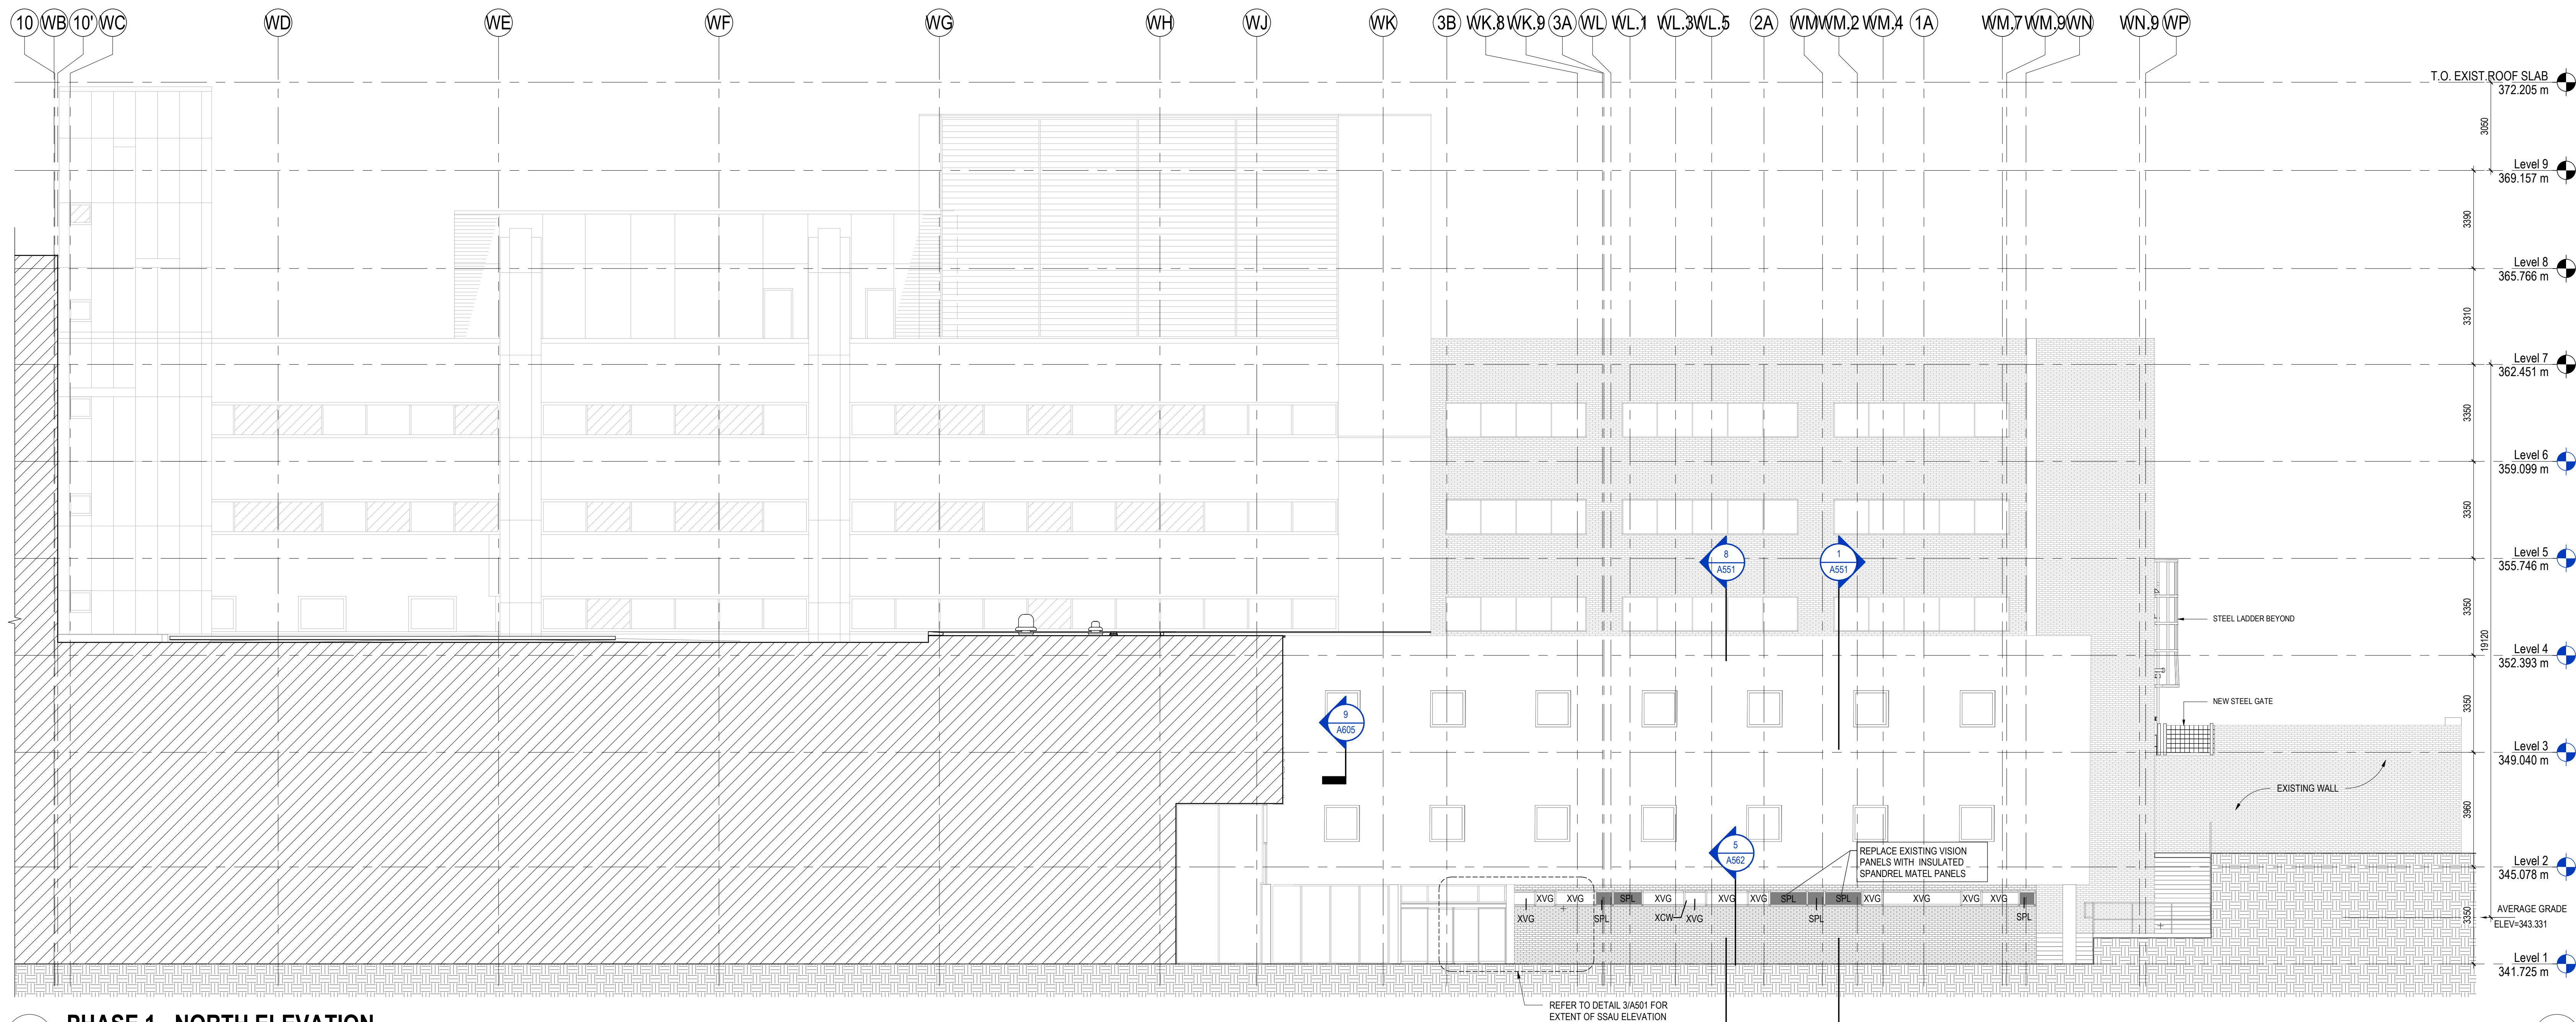 10 WB 10' WC WD WE WF WG WH WJ WK 3B WK.8 WK.9 3A WL WL.1 WL.3 WL.5 2A WM WM.2 WM.4 1A WM.7 WM.9 WN WN.9 WP
T.O. EXIST.ROOF SLAB
372.205 m
3050
Level 9
369.157 m
3390
Level 8
365.766 m
3310
Level 7
362.451 m
3350
Level 6
359.099 m
3350
Level 5
355.746 m
8
A551
1
A551
3350
STEEL LADDER BEYOND
19120
Level 4
352.393 m
3350
NEW STEEL GATE
9
A605
Level 3
349.040 m
EXISTING WALL
3960
5
A562
REPLACE EXISTING VISION
PANELS WITH INSULATED
SPANDREL MATEL PANELS
Level 2
345.078 m
XVG XVG SPL XVG XVG XVG SPL SPL XVG XVG XVG XVG
XVG SPL XCW XVG SPL SPL
3350
AVERAGE GRADE
ELEV=343.331
Level 1
341.725 m
REFER TO DETAIL 3/A501 FOR
EXTENT OF SSAU ELEVATION
PHASE 1 - NORTH ELEVATION